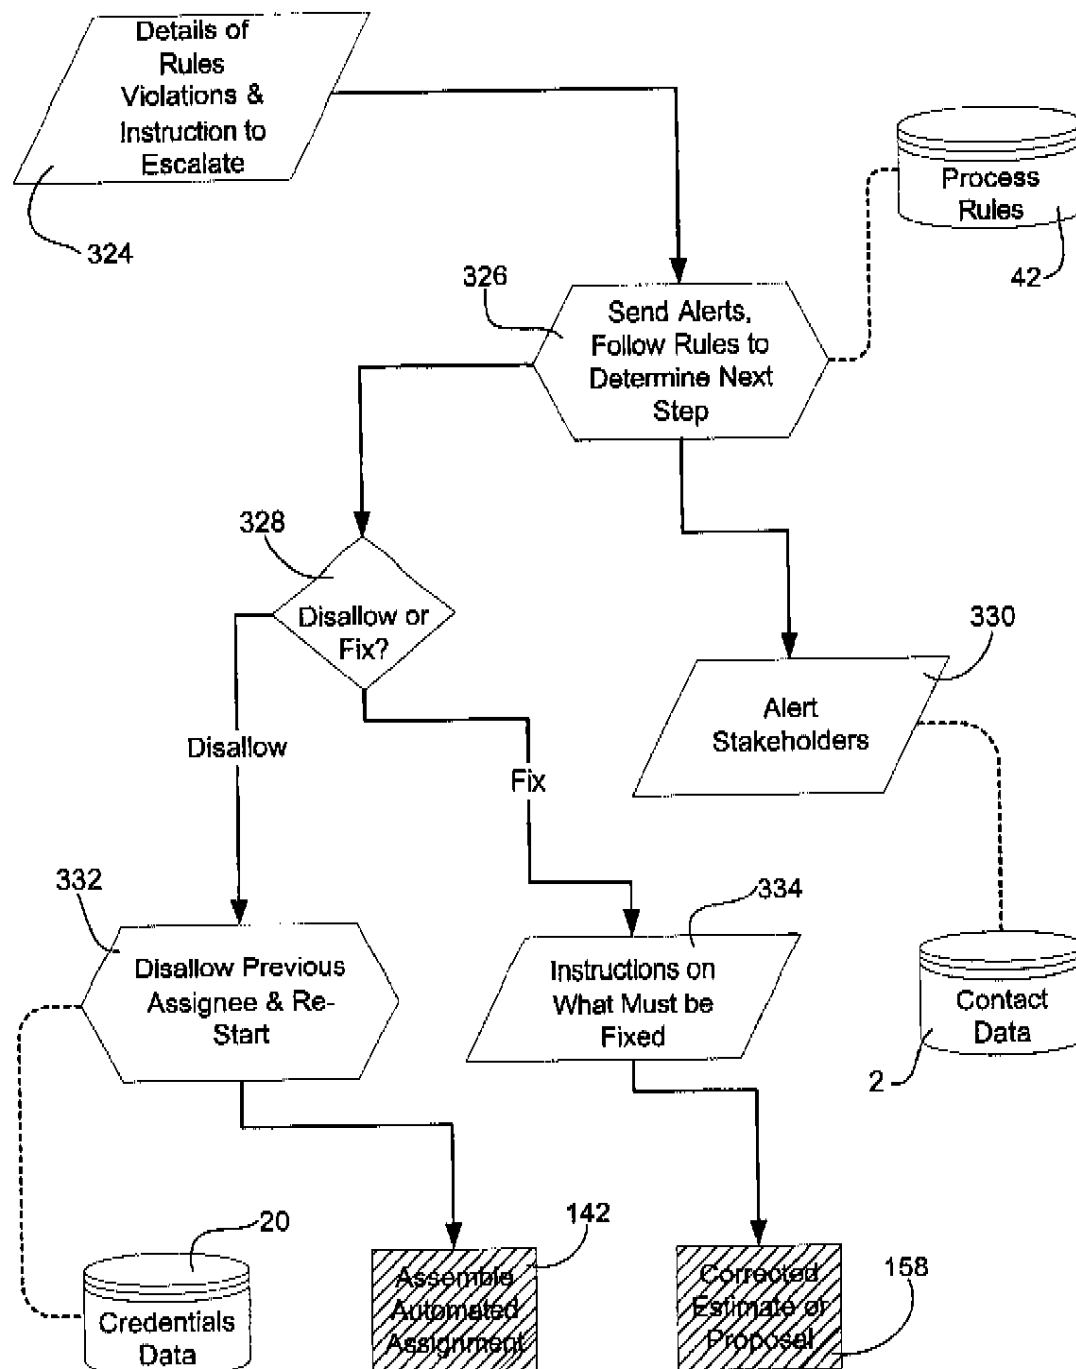 Details of
Rules
Violations &
Instruction to
Escalate
324
Process
Rules
42
326
Send Alerts,
Follow Rules to
Determine Next
Step
328
Disallow or
Fix?
330
Alert
Stakeholders
Disallow
Fix
332
Disallow Previous
Assignee & Re-
Start
334
Instructions on
What Must be
Fixed
Contact
Data
2
20
Credentials
Data
142
Assemble
Automated
Assignment
Corrected
Estimate or
Proposal
158